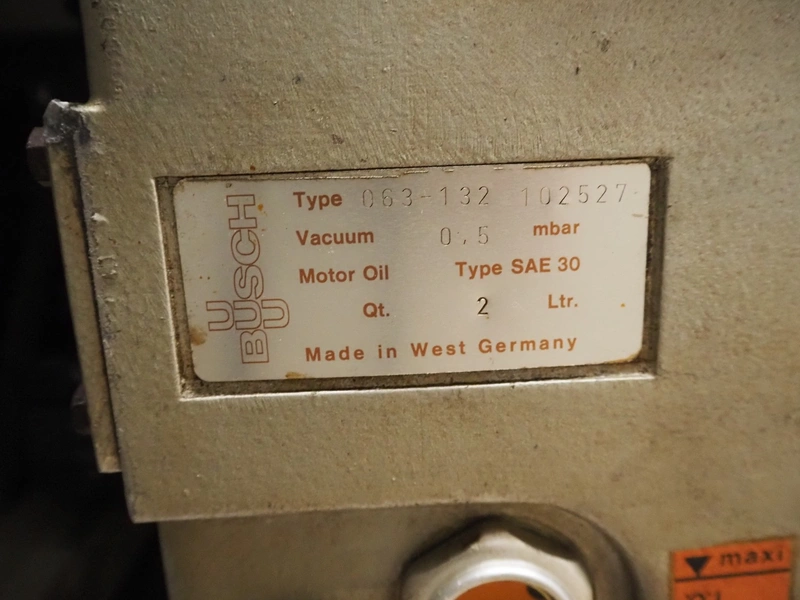 BUSCH
Type 063-132 102527
Vacuum 0,5 mbar
Motor Oil Type SAE 30
Qt. 2 Ltr.
Made in West Germany
maxi